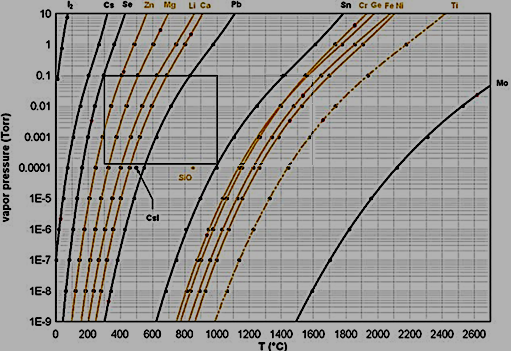 I2 Cs Se Zn Mg Li Ca Pb Sn Cr Ge Fe Ni Ti
10
1
0.1
Mo
0.01
0.001
0.0001
SiO
1E-5
CsI
1E-6
1E-7
1E-8
1E-9
vapor pressure (Torr)
0 200 400 600 800 1000 1200 1400 1600 1800 2000 2200 2400 2600
T (°C)